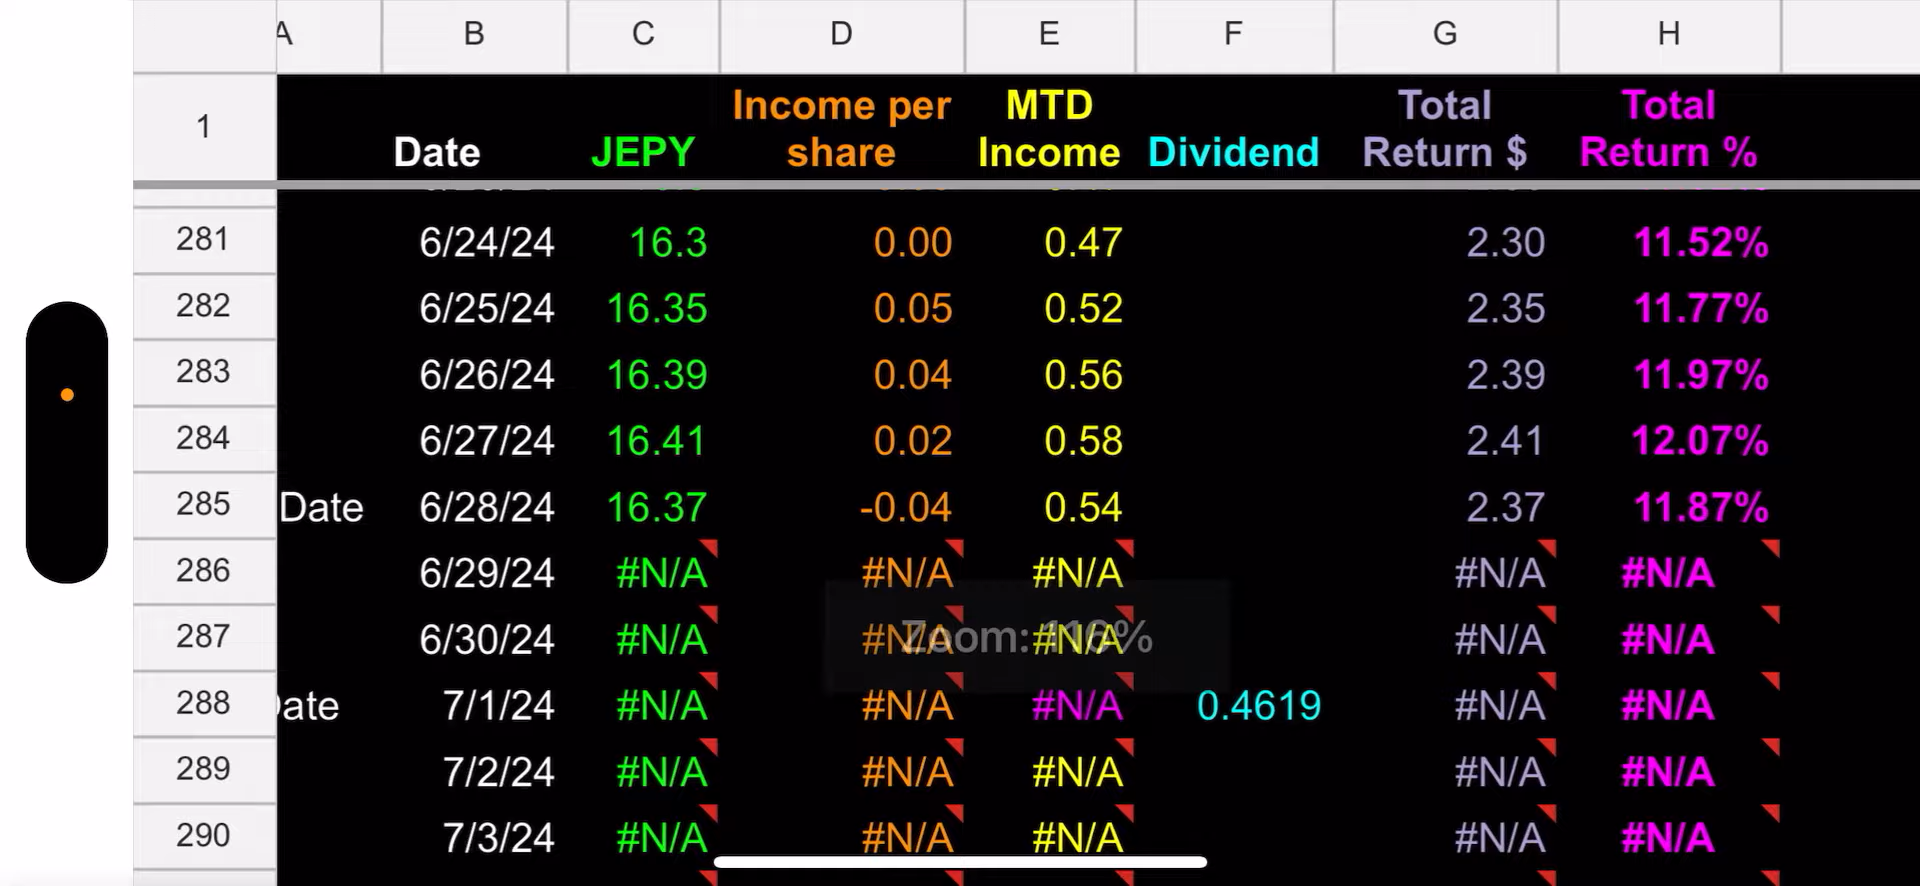 A B C D E F G H
1 Date JEPY Income per share MTD Income Dividend Total Return $ Total Return %
281 6/24/24 16.3 0.00 0.47 2.30 11.52%
282 6/25/24 16.35 0.05 0.52 2.35 11.77%
283 6/26/24 16.39 0.04 0.56 2.39 11.97%
284 6/27/24 16.41 0.02 0.58 2.41 12.07%
285 Date 6/28/24 16.37 -0.04 0.54 2.37 11.87%
286 6/29/24 #N/A #N/A #N/A #N/A #N/A
287 6/30/24 #N/A #N/A #N/A #N/A #N/A
Zoom: 116%
288 Date 7/1/24 #N/A #N/A #N/A 0.4619 #N/A #N/A
289 7/2/24 #N/A #N/A #N/A #N/A #N/A
290 7/3/24 #N/A #N/A #N/A #N/A #N/A